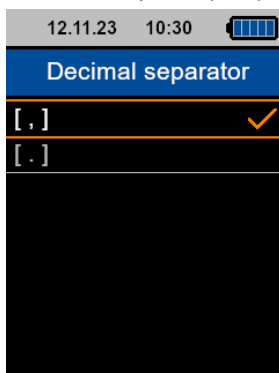 12.11.23 10:30
Decimal separator
[ , ]
[ . ]